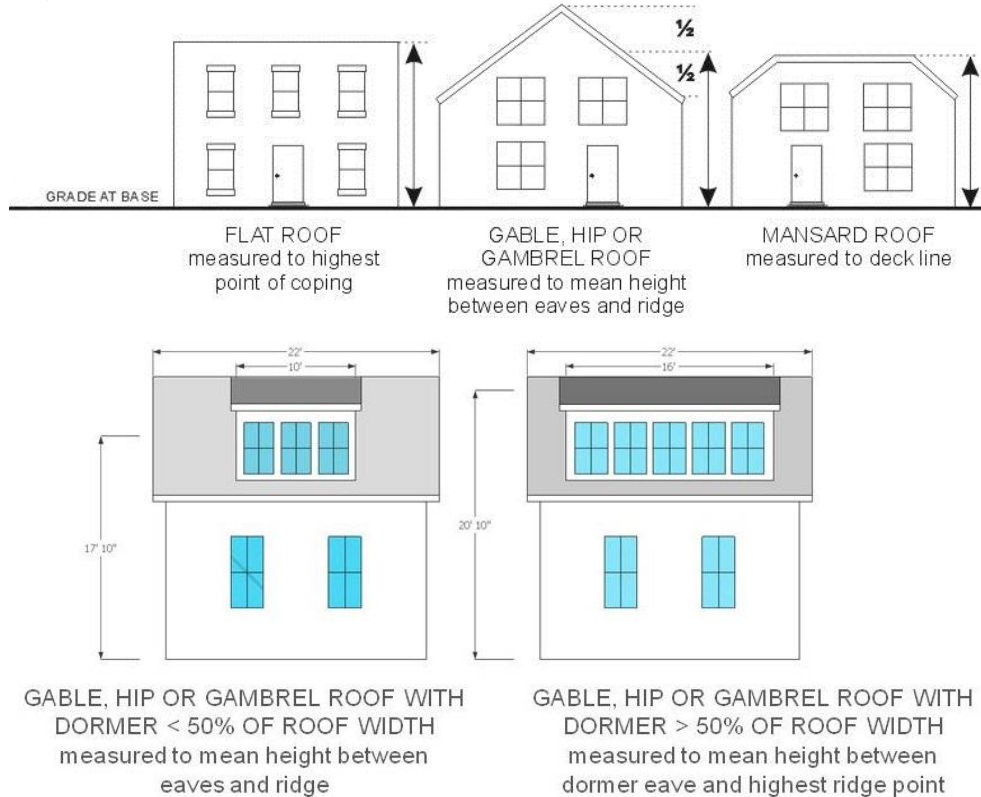 ½
½
GRADE AT BASE
FLAT ROOF
measured to highest
point of coping
GABLE, HIP OR
GAMBREL ROOF
measured to mean height
between eaves and ridge
MANSARD ROOF
measured to deck line
22'
10'
17' 10"
22'
16'
20' 10"
GABLE, HIP OR GAMBREL ROOF WITH
DORMER < 50% OF ROOF WIDTH
measured to mean height between
eaves and ridge
GABLE, HIP OR GAMBREL ROOF WITH
DORMER > 50% OF ROOF WIDTH
measured to mean height between
dormer eave and highest ridge point